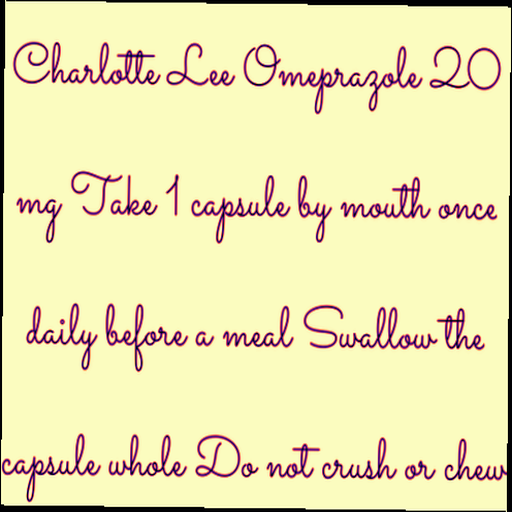 Charlotte Lee Omeprazole 20
mg Take 1 capsule by mouth once
daily before a meal Swallow the
capsule whole Do not crush or chew